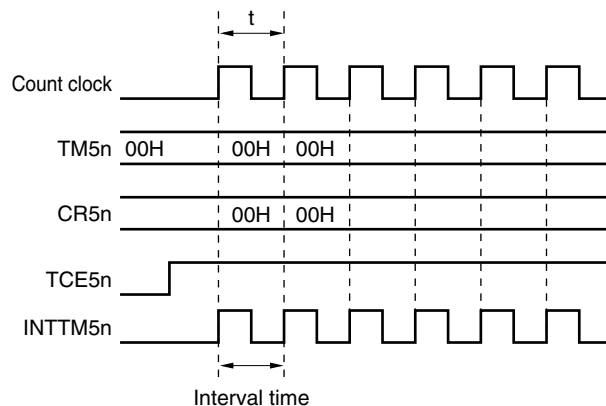 t
Count clock
TM5n 00H 00H 00H
CR5n 00H 00H
TCE5n
INTTM5n
Interval time